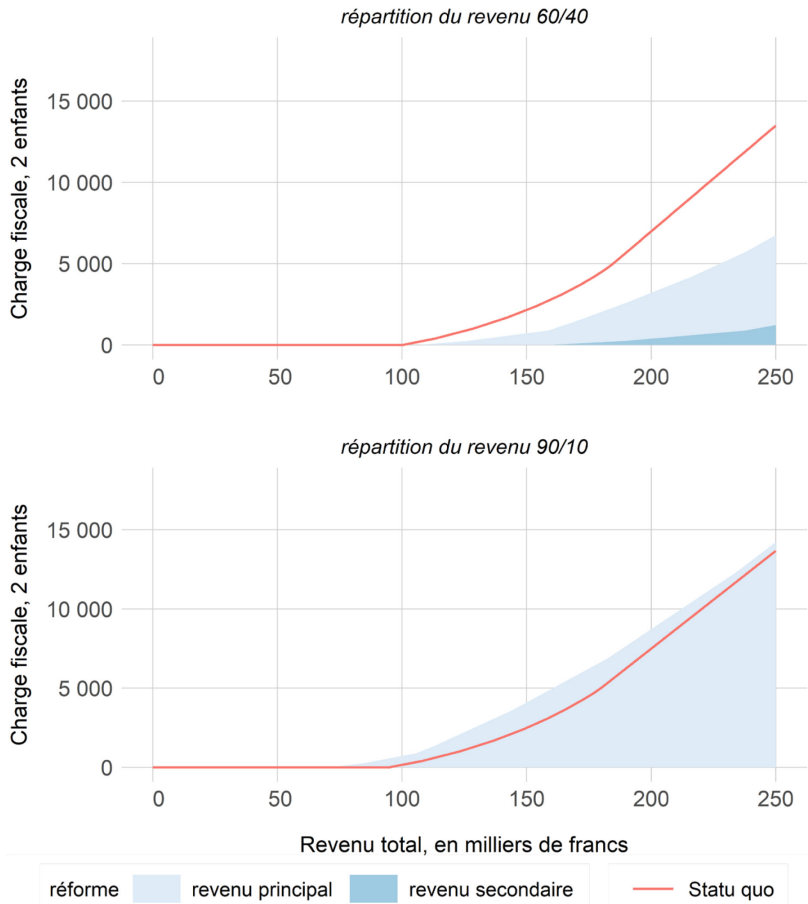 répartition du revenu 60/40
Charge fiscale, 2 enfants
15 000
10 000
5 000
0
0 50 100 150 200 250
répartition du revenu 90/10
Charge fiscale, 2 enfants
15 000
10 000
5 000
0
0 50 100 150 200 250
Revenu total, en milliers de francs
réforme revenu principal revenu secondaire Statu quo